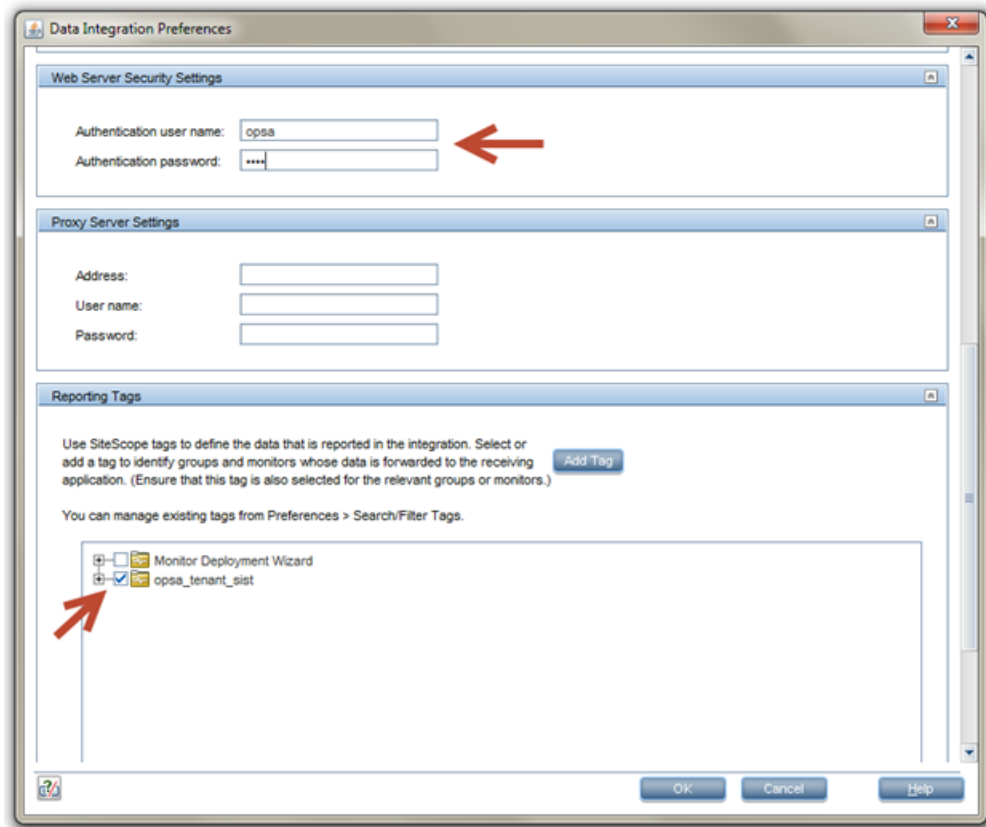 Data Integration Preferences
Web Server Security Settings
Authentication user name: opsa
Authentication password: ••••
Proxy Server Settings
Address:
User name:
Password:
Reporting Tags
Use SiteScope tags to define the data that is reported in the integration. Select or
add a tag to identify groups and monitors whose data is forwarded to the receiving
application. (Ensure that this tag is also selected for the relevant groups or monitors.)
Add Tag
You can manage existing tags from Preferences > Search/Filter Tags.
Monitor Deployment Wizard
opsa_tenant_sist
OK Cancel Help